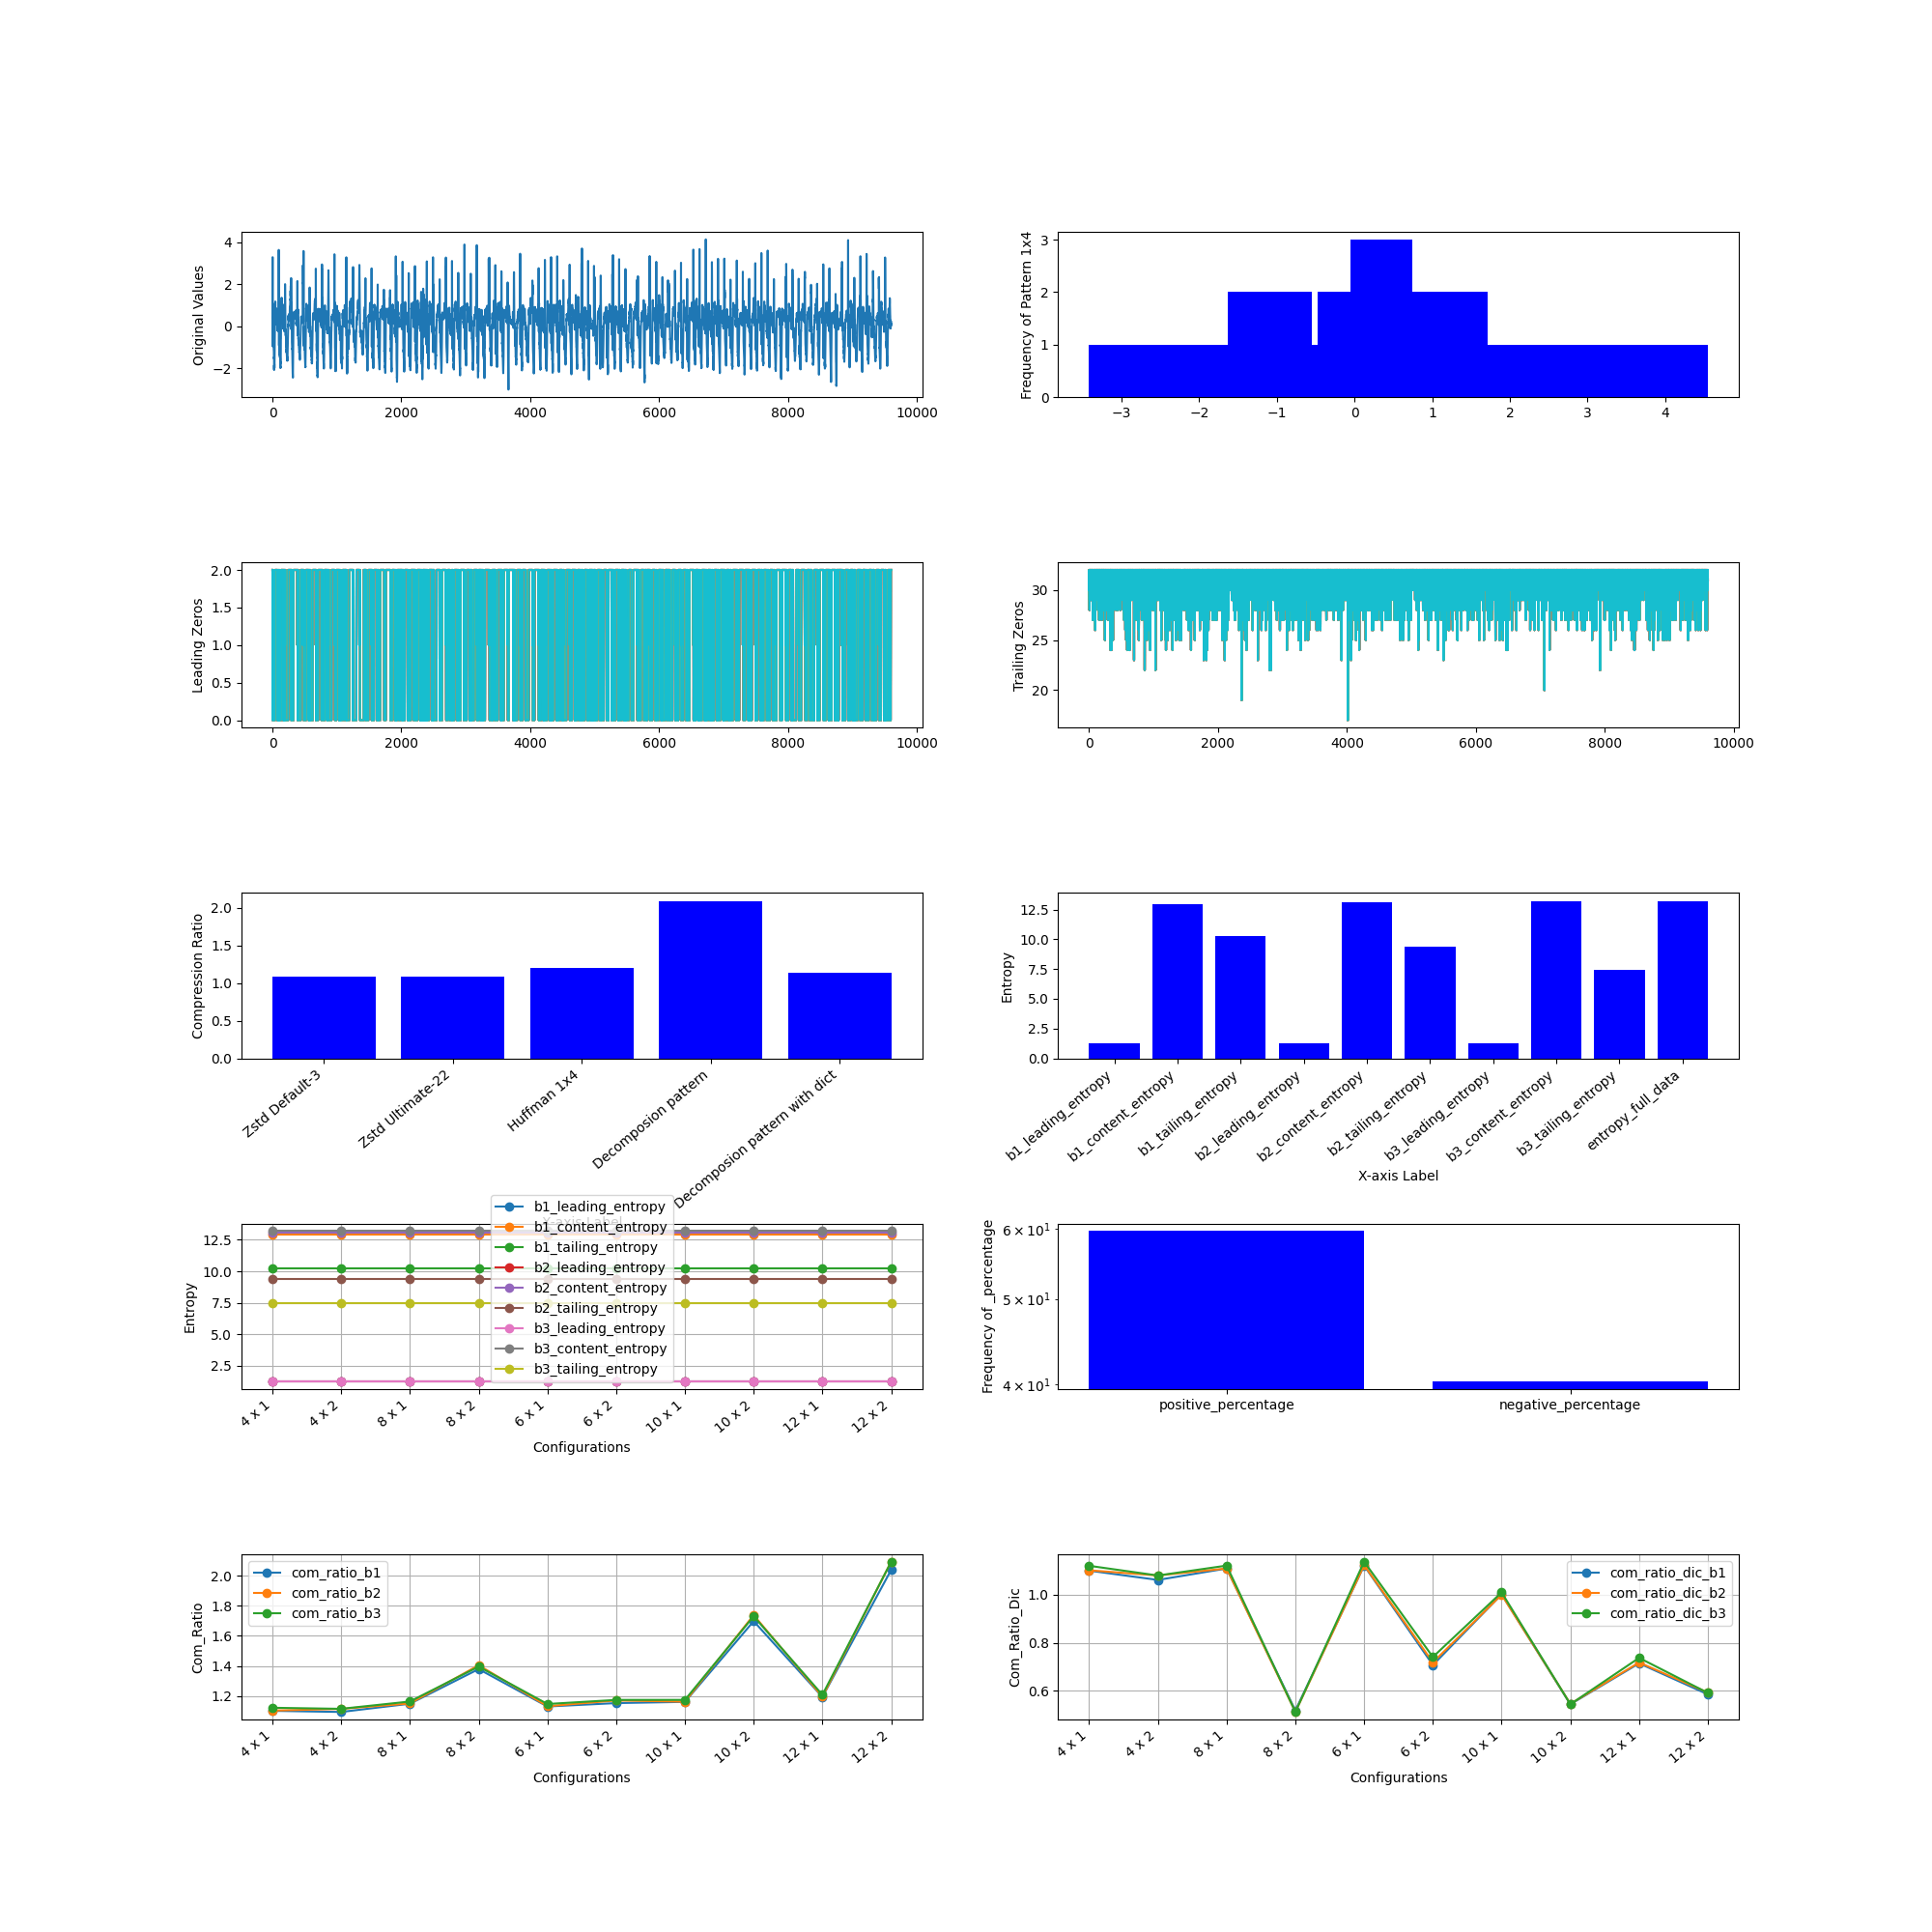 Original Values
4
2
0
−2
0 2000 4000 6000 8000 10000
Frequency of Pattern 1x4
3
2
1
0
−3 −2 −1 0 1 2 3 4
Leading Zeros
2.0
1.5
1.0
0.5
0.0
0 2000 4000 6000 8000 10000
Trailing Zeros
30
25
20
0 2000 4000 6000 8000 10000
Compression Ratio
2.0
1.5
1.0
0.5
0.0
Zstd Default-3
Zstd Ultimate-22
Huffman 1x4
Decomposion pattern
Decomposion pattern with dict
X-axis Label
Entropy
12.5
10.0
7.5
5.0
2.5
0.0
b1_leading_entropy
b1_content_entropy
b1_tailing_entropy
b2_leading_entropy
b2_content_entropy
b2_tailing_entropy
b3_leading_entropy
b3_content_entropy
b3_tailing_entropy
entropy_full_data
X-axis Label
Entropy
12.5
10.0
7.5
5.0
2.5
b1_leading_entropy
b1_content_entropy
b1_tailing_entropy
b2_leading_entropy
b2_content_entropy
b2_tailing_entropy
b3_leading_entropy
b3_content_entropy
b3_tailing_entropy
4 x 1
4 x 2
8 x 1
8 x 2
6 x 1
6 x 2
10 x 1
10 x 2
12 x 1
12 x 2
Configurations
Frequency of _percentage
6 × 10¹
5 × 10¹
4 × 10¹
positive_percentage negative_percentage
Com_Ratio
2.0
1.8
1.6
1.4
1.2
com_ratio_b1
com_ratio_b2
com_ratio_b3
4 x 1
4 x 2
8 x 1
8 x 2
6 x 1
6 x 2
10 x 1
10 x 2
12 x 1
12 x 2
Configurations
Com_Ratio_Dic
1.0
0.8
0.6
com_ratio_dic_b1
com_ratio_dic_b2
com_ratio_dic_b3
4 x 1
4 x 2
8 x 1
8 x 2
6 x 1
6 x 2
10 x 1
10 x 2
12 x 1
12 x 2
Configurations